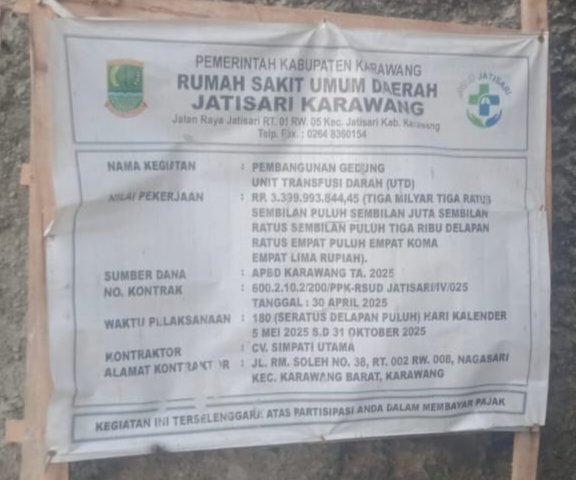 PEMERINTAH KABUPATEN KARAWANG
RUMAH SAKIT UMUM DAERAH
JATISARI KARAWANG
Jalan Raya Jatisari RT. 01 RW. 05 Kec. Jatisari Kab. Karawang
Telp. Fax. : 0264 8360154
RSUD JATISARI
NAMA KEGIATAN : PEMBANGUNAN GEDUNG
UNIT TRANSFUSI DARAH (UTD)
NILAI PEKERJAAN : RP. 3.399.993.844,45 (TIGA MILYAR TIGA RATUS
SEMBILAN PULUH SEMBILAN JUTA SEMBILAN
RATUS SEMBILAN PULUH TIGA RIBU DELAPAN
RATUS EMPAT PULUH EMPAT KOMA
EMPAT LIMA RUPIAH).
SUMBER DANA : APBD KARAWANG TA. 2025
NO. KONTRAK : 600.2.10.2/200/PPK-RSUD JATISARI/IV/025
TANGGAL : 30 APRIL 2025
WAKTU PELAKSANAAN : 180 (SERATUS DELAPAN PULUH) HARI KALENDER
5 MEI 2025 S.D 31 OKTOBER 2025
KONTRAKTOR : CV. SIMPATI UTAMA
ALAMAT KONTRAKTOR : JL. RM. SOLEH NO. 38, RT. 002 RW. 008, NAGASARI
KEC. KARAWANG BARAT, KARAWANG
KEGIATAN INI TERSELENGGARA ATAS PARTISIPASI ANDA DALAM MEMBAYAR PAJAK